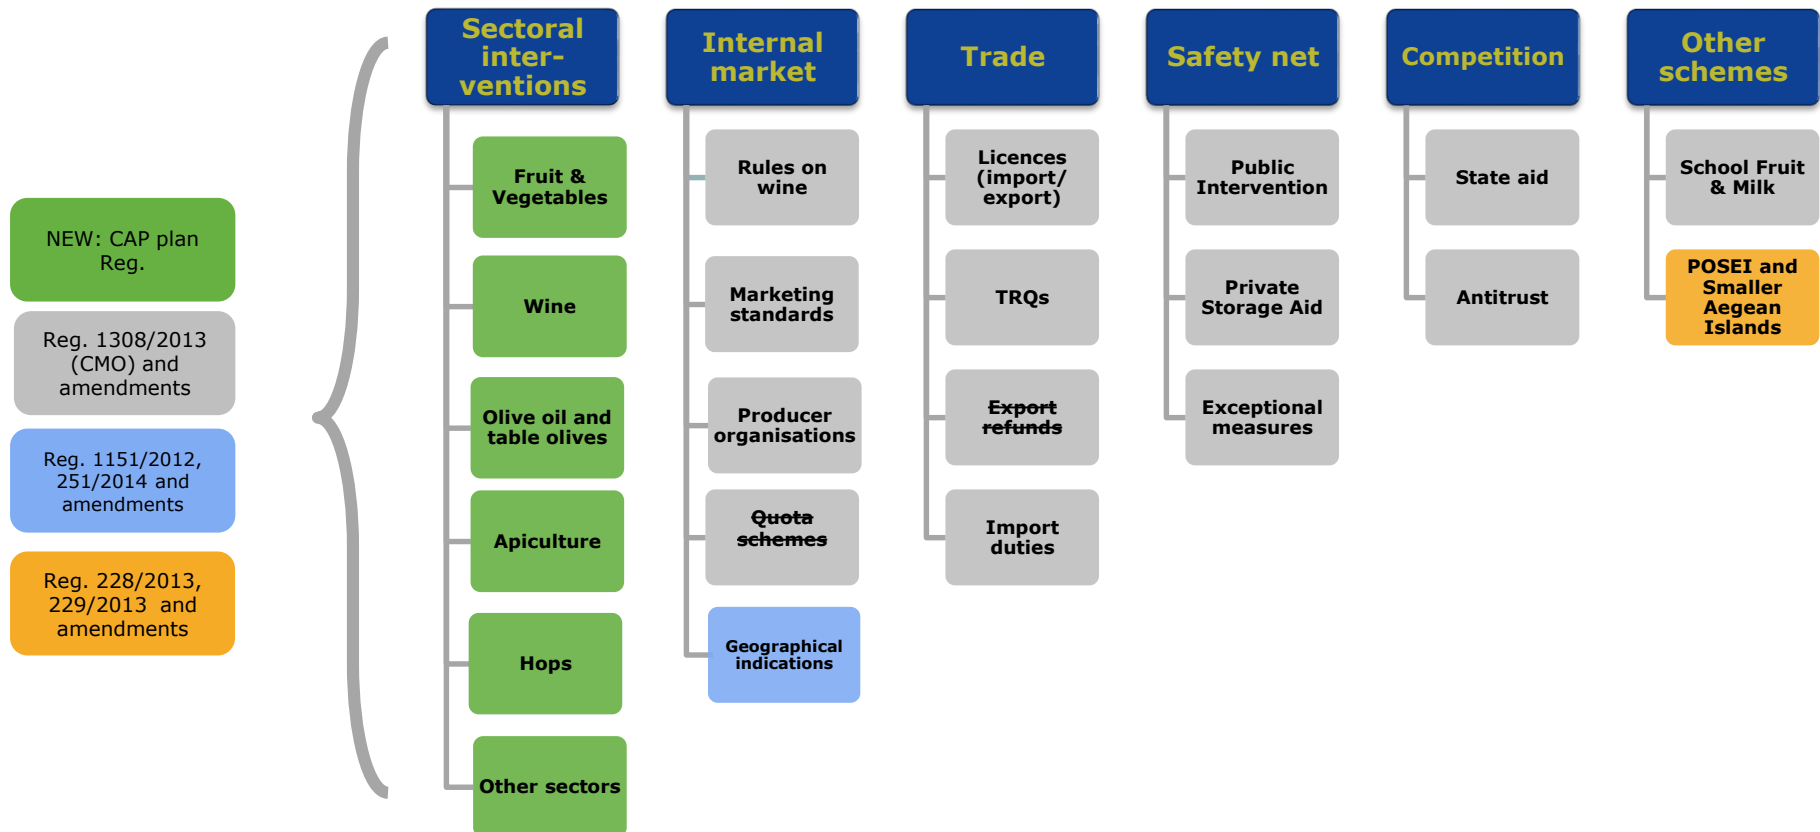 NEW: CAP plan
Reg.
Reg. 1308/2013
(CMO) and
amendments
Reg. 1151/2012,
251/2014 and
amendments
Reg. 228/2013,
229/2013 and
amendments
Sectoral
inter-
ventions
Fruit &
Vegetables
Wine
Olive oil and
table olives
Apiculture
Hops
Other sectors
Internal
market
Rules on
wine
Marketing
standards
Producer
organisations
Quota
schemes
Geographical
indications
Trade
Licences
(import/
export)
TRQs
Export
refunds
Import
duties
Safety net
Public
Intervention
Private
Storage Aid
Exceptional
measures
Competition
State aid
Antitrust
Other
schemes
School Fruit
& Milk
POSEI and
Smaller
Aegean
Islands